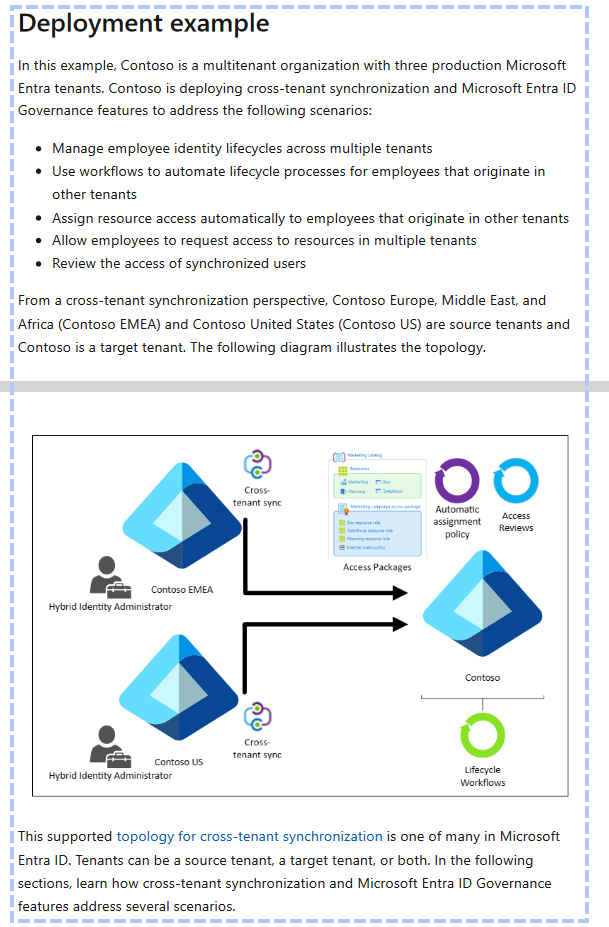 Deployment example
In this example, Contoso is a multitenant organization with three production Microsoft
Entra tenants. Contoso is deploying cross-tenant synchronization and Microsoft Entra ID
Governance features to address the following scenarios:
Manage employee identity lifecycles across multiple tenants
Use workflows to automate lifecycle processes for employees that originate in
other tenants
Assign resource access automatically to employees that originate in other tenants
Allow employees to request access to resources in multiple tenants
Review the access of synchronized users
From a cross-tenant synchronization perspective, Contoso Europe, Middle East, and
Africa (Contoso EMEA) and Contoso United States (Contoso US) are source tenants and
Contoso is a target tenant. The following diagram illustrates the topology.
Cross-
tenant sync
Contoso EMEA
Hybrid Identity Administrator
Marketing catalog
Resources
Marketing
Box
Planning
Salesforce
Marketing campaign access package
Box resource role
Salesforce resource role
Planning resource role
Internal users policy
Access Packages
Automatic
assignment
policy
Access
Reviews
Contoso
Cross-
tenant sync
Contoso US
Hybrid Identity Administrator
Lifecycle
Workflows
This supported topology for cross-tenant synchronization is one of many in Microsoft
Entra ID. Tenants can be a source tenant, a target tenant, or both. In the following
sections, learn how cross-tenant synchronization and Microsoft Entra ID Governance
features address several scenarios.